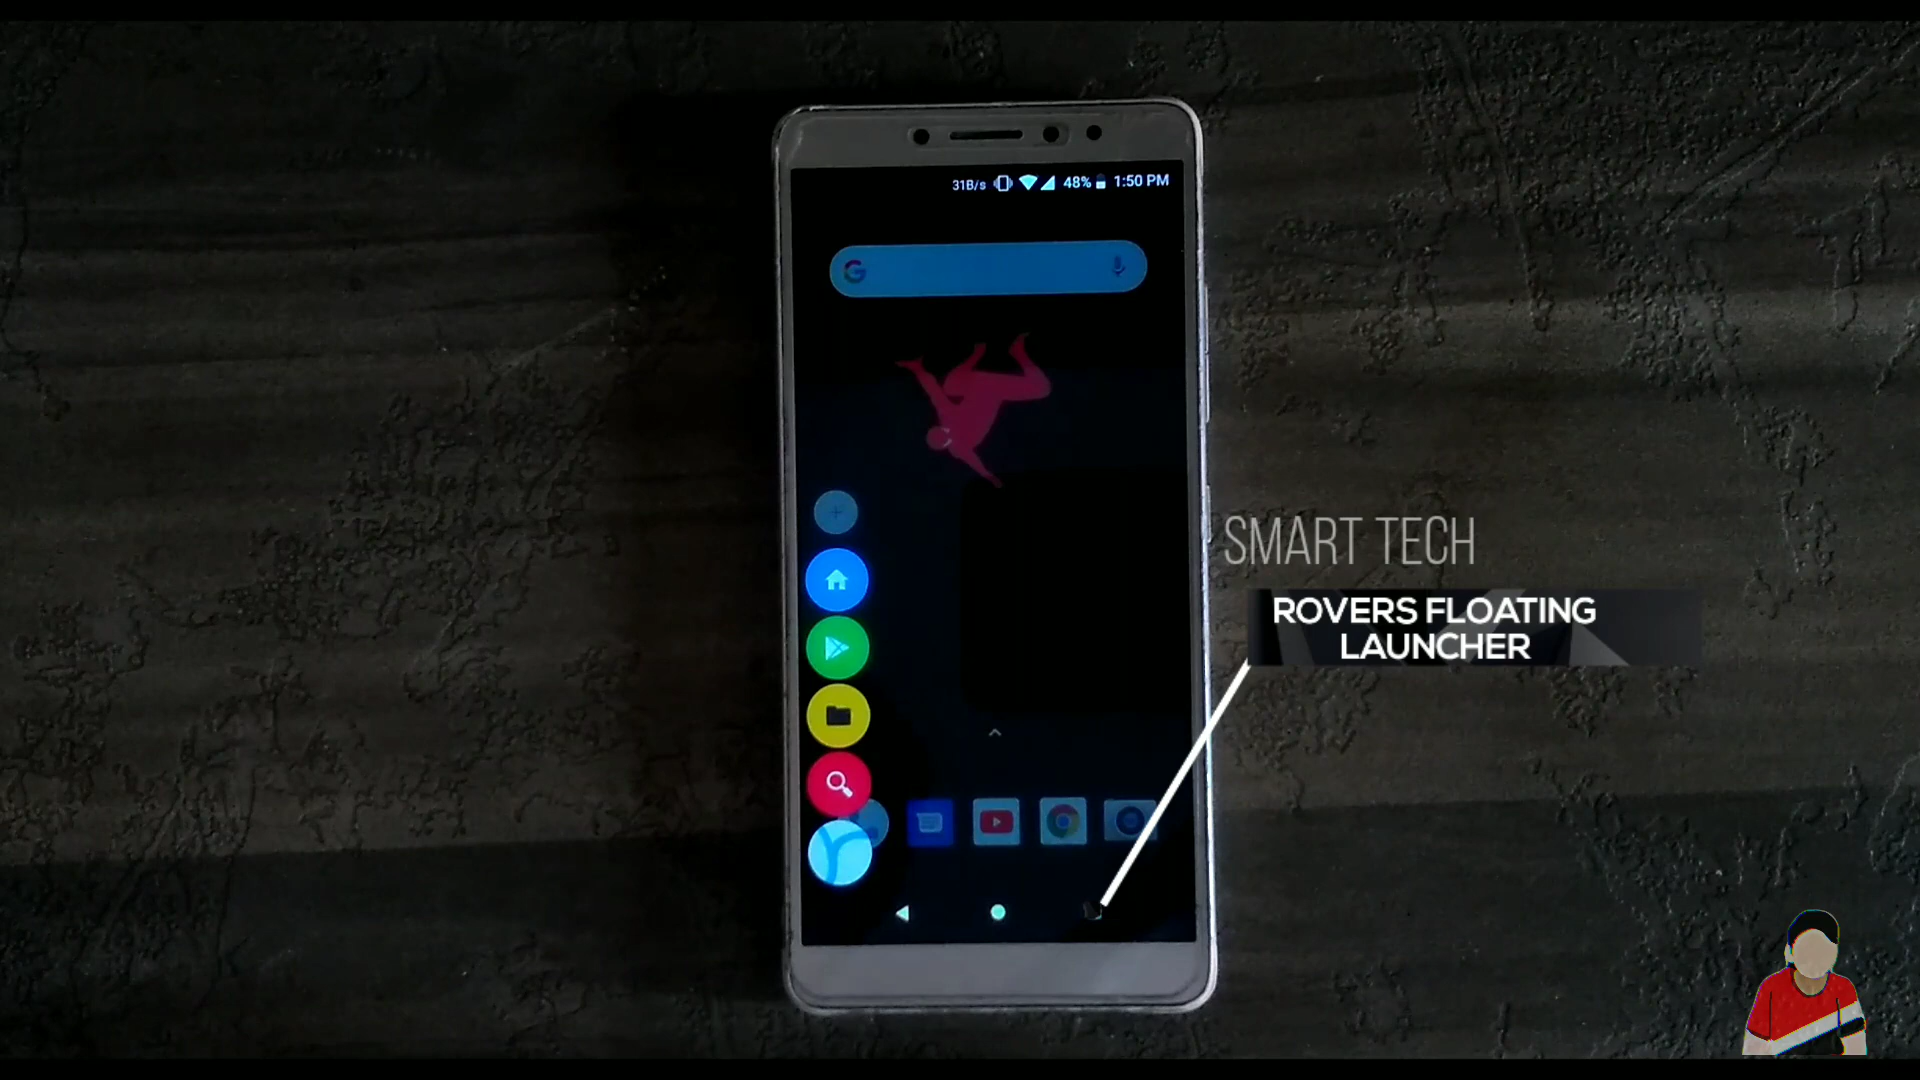 31B/s 48% 1:50 PM
G
SMART TECH
ROVERS FLOATING
LAUNCHER